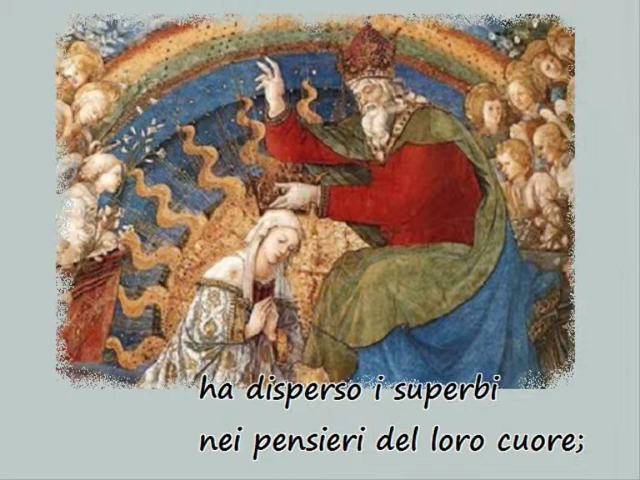 ha disperso i superbi
nei pensieri del loro cuore;